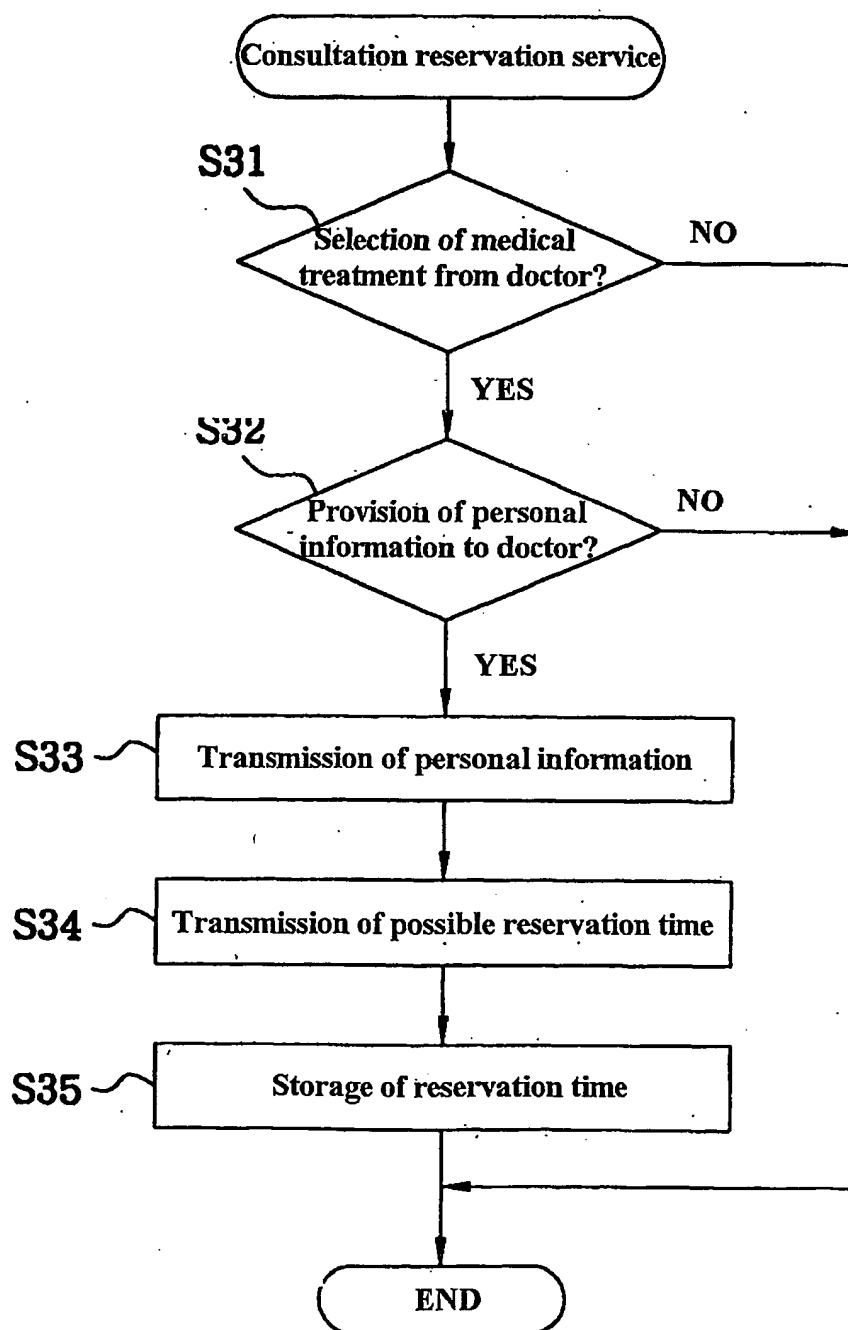 Consultation reservation service
S31
Selection of medical
treatment from doctor?
NO
YES
S32
Provision of personal
information to doctor?
NO
YES
S33
Transmission of personal information
S34
Transmission of possible reservation time
S35
Storage of reservation time
END